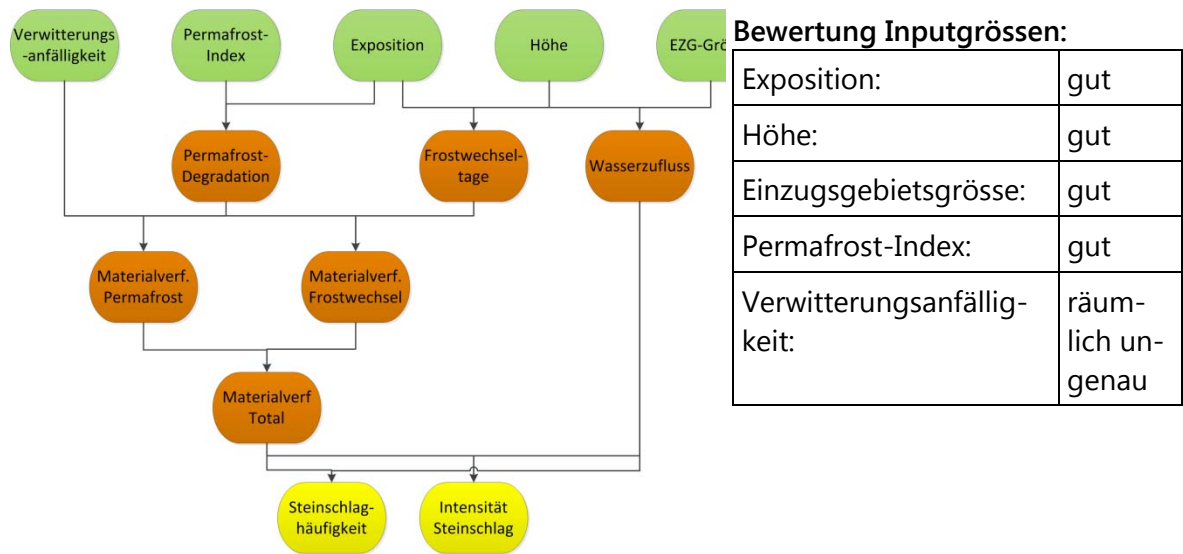 Verwitterungs
-anfälligkeit
Permafrost-
Index
Exposition
Höhe
EZG-Grö
Permafrost-
Degradation
Frostwechsel-
tage
Wasserzufluss
Materialverf.
Permafrost
Materialverf.
Frostwechsel
Materialverf
Total
Steinschlag-
häufigkeit
Intensität
Steinschlag
Bewertung Inputgrössen:
Exposition: gut
Höhe: gut
Einzugsgebietsgrösse: gut
Permafrost-Index: gut
Verwitterungsanfällig- räum-
keit: lich un-
genau